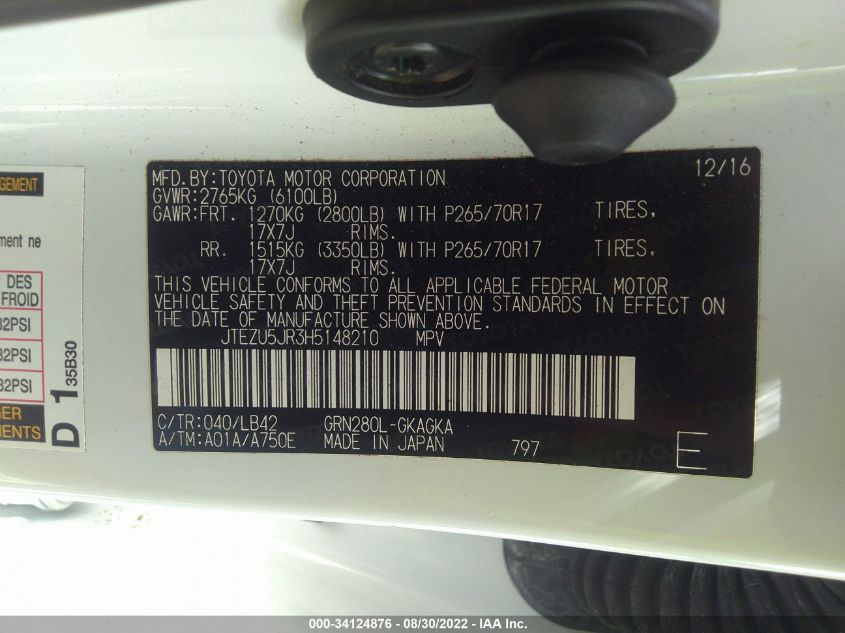 MFD.BY:TOYOTA MOTOR CORPORATION 12/16
GVWR:2765KG (6100LB)
GAWR:FRT. 1270KG (2800LB) WITH P265/70R17 TIRES,
17X7J RIMS.
RR. 1515KG (3350LB) WITH P265/70R17 TIRES,
17X7J RIMS.
THIS VEHICLE CONFORMS TO ALL APPLICABLE FEDERAL MOTOR
VEHICLE SAFETY AND THEFT PREVENTION STANDARDS IN EFFECT ON
THE DATE OF MANUFACTURE SHOWN ABOVE.
JTEZU5JR3H5148210 MPV
C/TR:040/LB42 GRN280L-GKAGKA
A/TM:A01A/A750E MADE IN JAPAN 797 E
ment ne
DES
FROID
32PSI
32PSI
32PSI
D 1 35B30
000-34124876 - 08/30/2022 - IAA Inc.